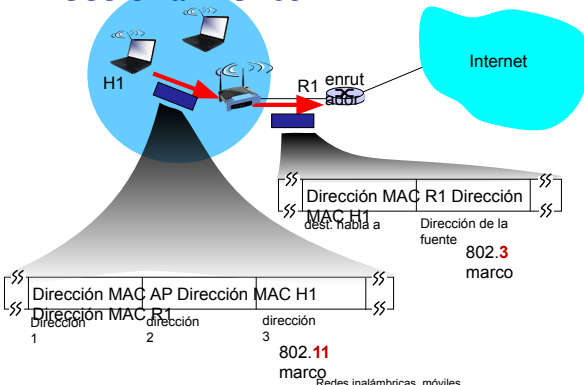 H1
R1
enrut
ador
Internet
Dirección MAC R1 Dirección
MAC H1
dest. habla a
Dirección de la
fuente
802.3
marco
Dirección MAC AP Dirección MAC H1
Dirección MAC R1
Dirección
1
dirección
2
dirección
3
802.11
marco
Redes inalámbricas, móviles